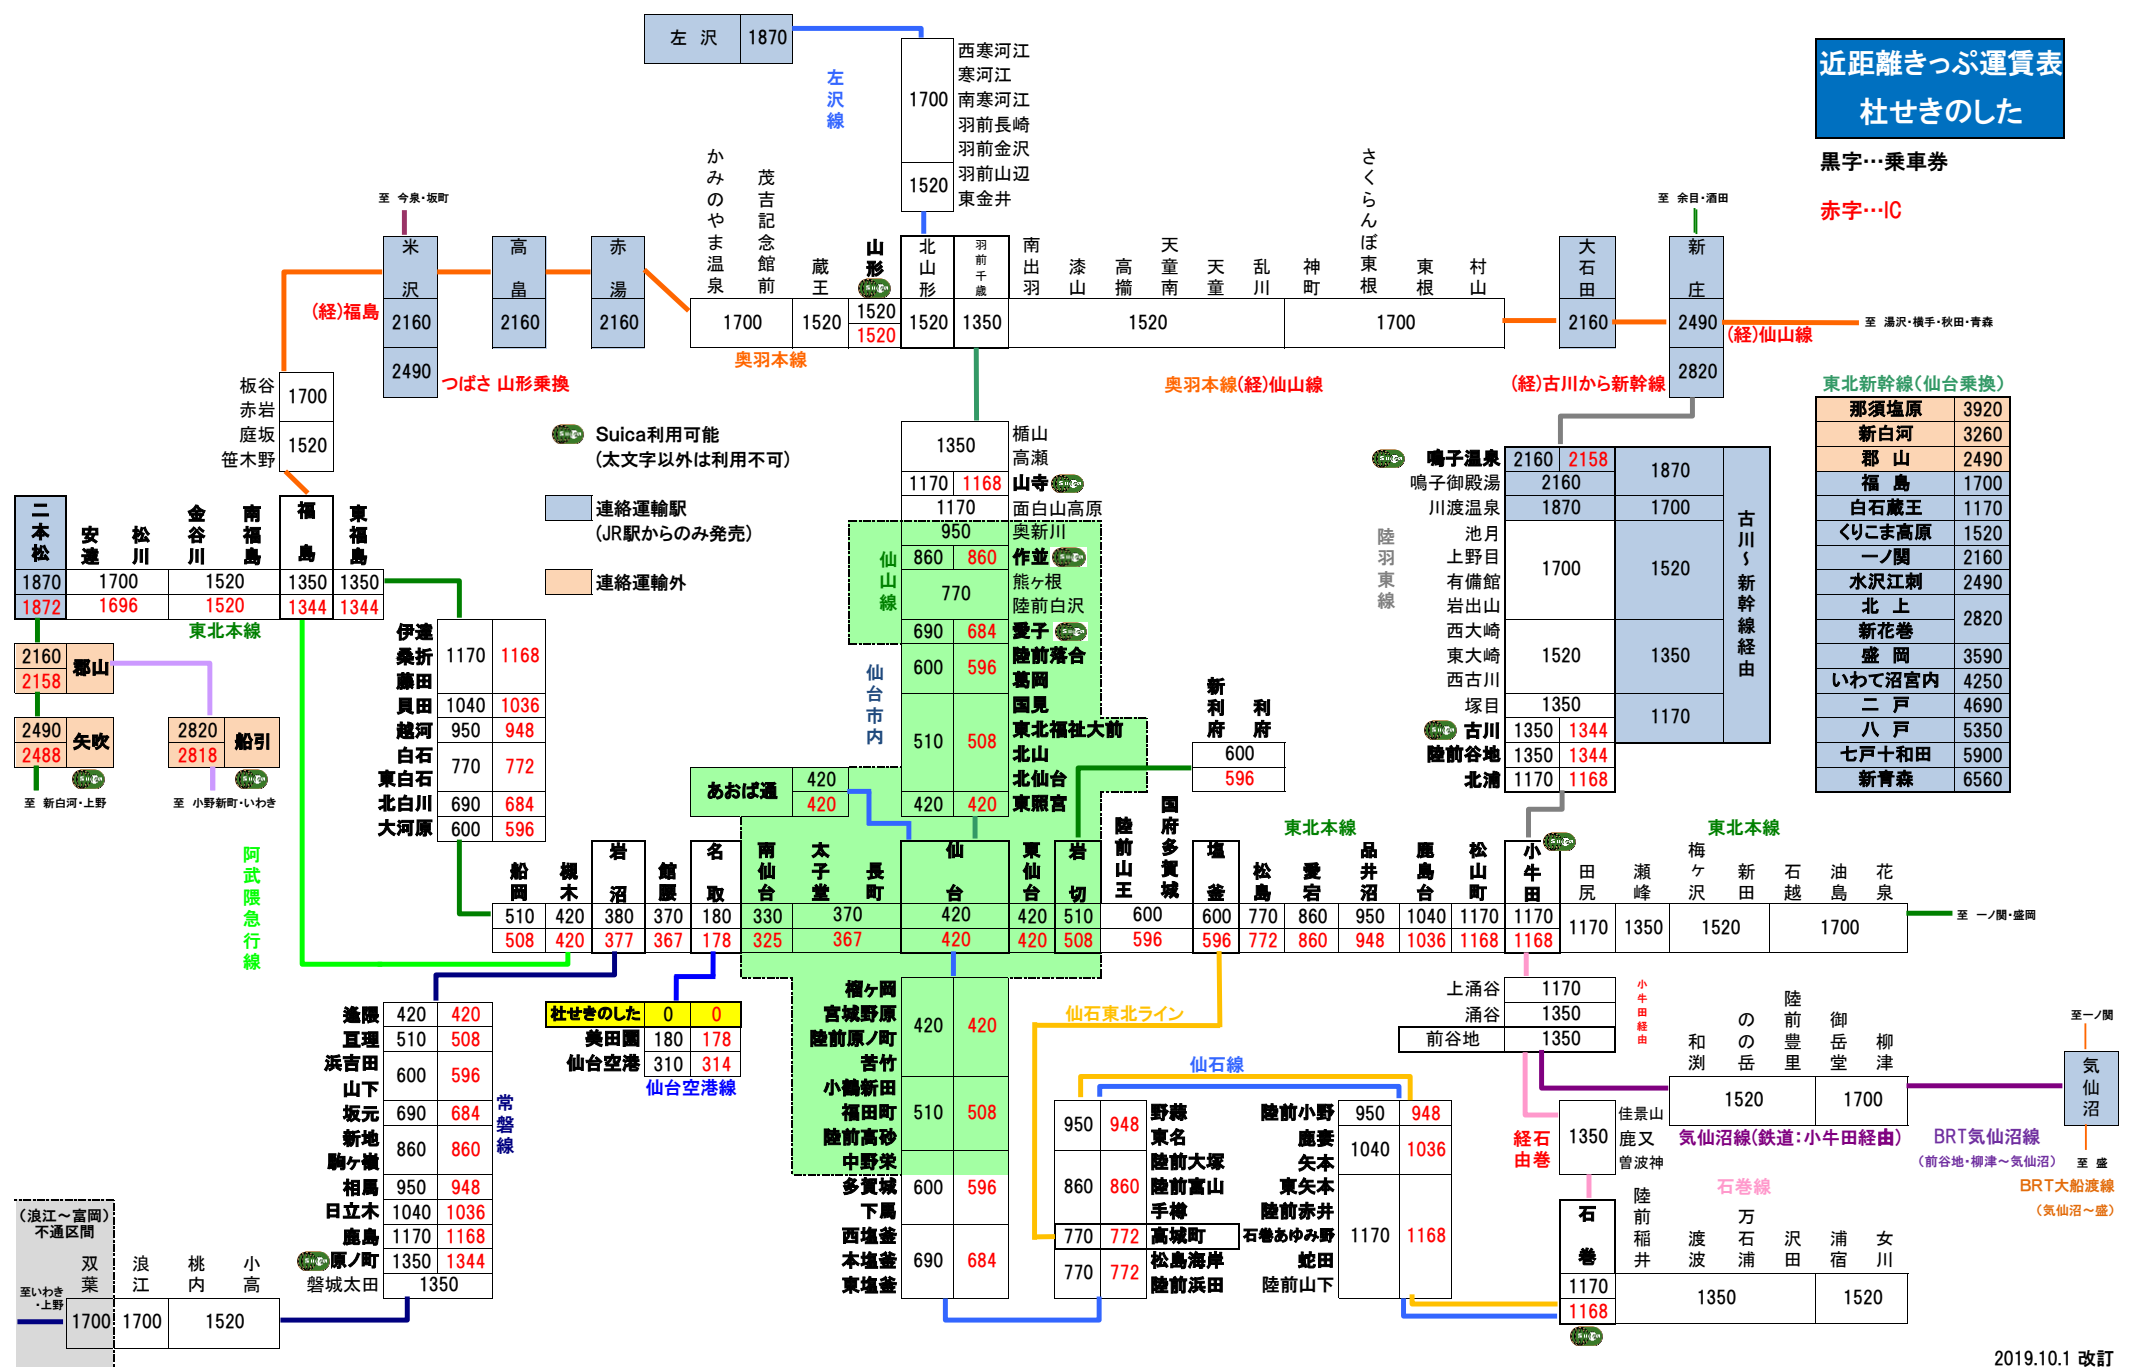 近距離きっぷ運賃表
杜せきのした
黒字…乗車券
赤字…IC
左 沢 1870
左沢線
1700
西寒河江
寒河江
南寒河江
羽前長崎
羽前金沢
1520
羽前山辺
東金井
至 今泉・坂町
至 余目・酒田
米沢 2160 2490
高畠 2160
赤湯 2160
かみのやま温泉
茂吉記念館前
1700
蔵王 1520
山形 1520 1520
北山形 1520
羽前千歳 1350
南出羽
漆山
高擶
天童南
天童
乱川
1520
神町
さくらんぼ東根
東根
村山
1700
大石田 2160
新庄 2490 2820
至 湯沢・横手・秋田・青森
(経)福島
つばさ 山形乗換
奥羽本線
奥羽本線(経)仙山線
(経)仙山線
(経)古川から新幹線
板谷
赤岩
1700
庭坂
笹木野
1520
Suica利用可能
(太文字以外は利用不可)
連絡運輸駅
(JR駅からのみ発売)
連絡運輸外
東北新幹線(仙台乗換)
那須塩原 3920
新白河 3260
郡 山 2490
福 島 1700
白石蔵王 1170
くりこま高原 1520
一ノ関 2160
水沢江刺 2490
北 上
新花巻
2820
盛 岡 3590
いわて沼宮内 4250
二 戸 4690
八 戸 5350
七戸十和田 5900
新青森 6560
1350
楯山
高瀬
1170 1168 山寺
1170 面白山高原
950 奥新川
860 860 作並
770
熊ヶ根
陸前白沢
690 684 愛子
600 596
陸前落合
葛岡
510 508
国見
東北福祉大前
北山
北仙台
420 420 東照宮
仙山線
仙台市内
陸羽東線
鳴子温泉 2160 2158
鳴子御殿湯 2160
1870
川渡温泉 1870 1700
池月
上野目
有備館
岩出山
1700 1520
西大崎
東大崎
西古川
1520 1350
塚目 1350
1170
古川 1350 1344
陸前谷地 1350 1344
北浦 1170 1168
古川～新幹線経由
二本松 1870 1872
安達
松川
1700 1696
金谷川
南福島
1520 1520
福島 1350 1344
東福島 1350 1344
東北本線
2160 2158 郡山
2490 2488 矢吹
2820 2818 船引
至 新白河・上野
至 小野新町・いわき
伊達
桑折
藤田
1170 1168
貝田 1040 1036
越河 950 948
白石
東白石
770 772
北白川 690 684
大河原 600 596
阿武隈急行線
あおば通 420 420
新利府
利府
600
596
東北本線
東北本線
船岡 510 508
槻木 420 420
岩沼 380 377
館腰 370 367
名取 180 178
南仙台 330 325
太子堂
長町
370 367
仙台 420 420
東仙台 420 420
岩切 510 508
陸前山王
国府多賀城
600 596
塩釜 600 596
松島 770 772
愛宕 860 860
品井沼 950 948
鹿島台 1040 1036
松山町 1170 1168
小牛田 1170 1168
田尻 1170
瀬峰 1350
梅ヶ沢
新田
1520
石越
油島
花泉
1700
至 一ノ関・盛岡
逢隈 420 420
亘理 510 508
浜吉田
山下
600 596
坂元 690 684
新地
駒ヶ嶺
860 860
相馬 950 948
日立木 1040 1036
鹿島 1170 1168
原ノ町 1350 1344
磐城太田 1350
常磐線
(浪江～富岡)
不通区間
至いわき
・上野
双葉 1700
浪江 1700
桃内
小高
1520
杜せきのした 0 0
美田園 180 178
仙台空港 310 314
仙台空港線
榴ヶ岡
宮城野原
陸前原ノ町
苦竹
420 420
小鶴新田
福田町
陸前高砂
510 508
中野栄
多賀城
下馬
600 596
西塩釜
本塩釜
東塩釜
690 684
仙石東北ライン
仙石線
950 948
野蒜
東名
860 860
陸前大塚
陸前富山
手樽
770 772 高城町
770 772
松島海岸
陸前浜田
陸前小野 950 948
鹿妻
矢本
1040 1036
東矢本
陸前赤井
石巻あゆみ野
蛇田
陸前山下
1170 1168
上涌谷 1170
涌谷 1350
前谷地 1350
小牛田経由
和渕
のの岳
陸前豊里
1520
御岳堂
柳津
1700
気仙沼線(鉄道：小牛田経由)
BRT気仙沼線
(前谷地・柳津～気仙沼)
至一ノ関
気仙沼
至 盛
BRT大船渡線
(気仙沼～盛)
石巻経由
1350
佳景山
鹿又
曽波神
石巻線
石巻 1170 1168
陸前稲井
渡波
万石浦
沢田
1350
浦宿
女川
1520
2019.10.1 改訂